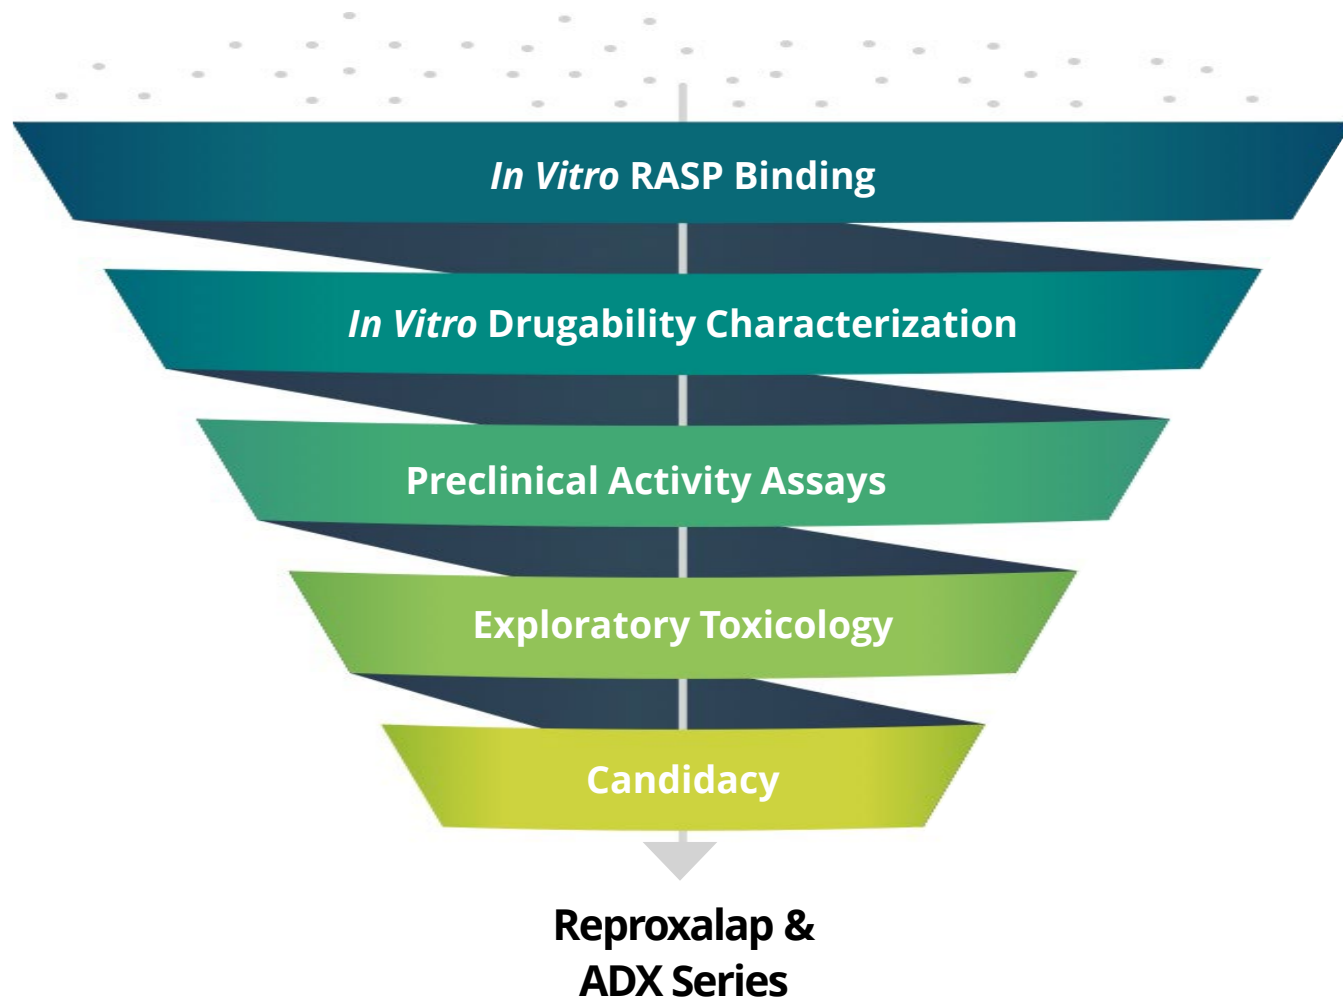 In Vitro RASP Binding
In Vitro Drugability Characterization
Preclinical Activity Assays
Exploratory Toxicology
Candidacy
Reproxalap &
ADX Series